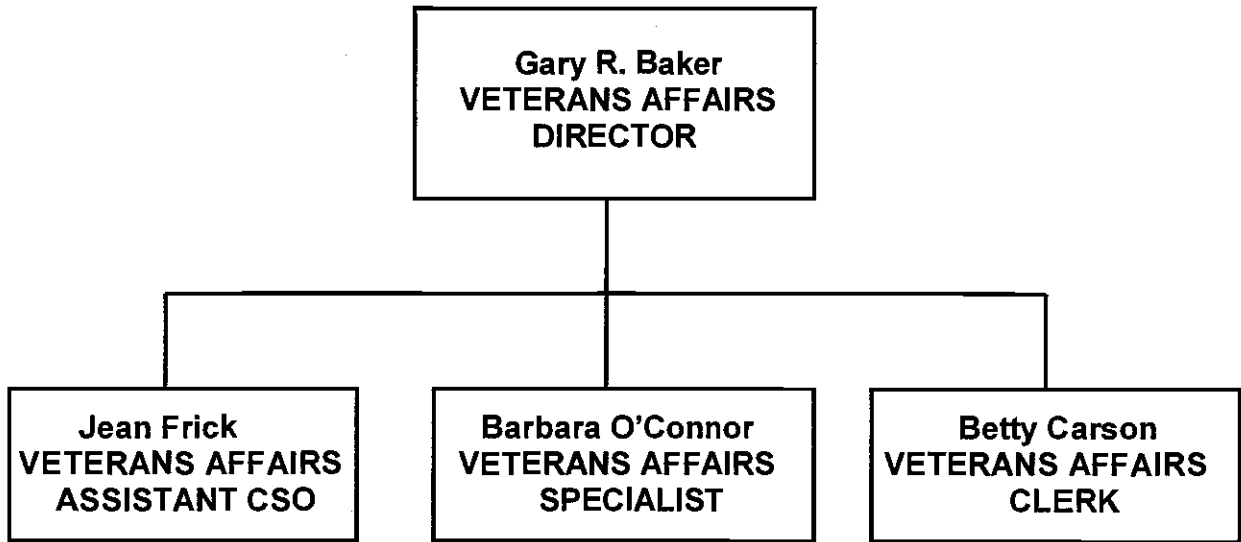 Gary R. Baker
VETERANS AFFAIRS
DIRECTOR
Jean Frick
VETERANS AFFAIRS
ASSISTANT CSO
Barbara O'Connor
VETERANS AFFAIRS
SPECIALIST
Betty Carson
VETERANS AFFAIRS
CLERK